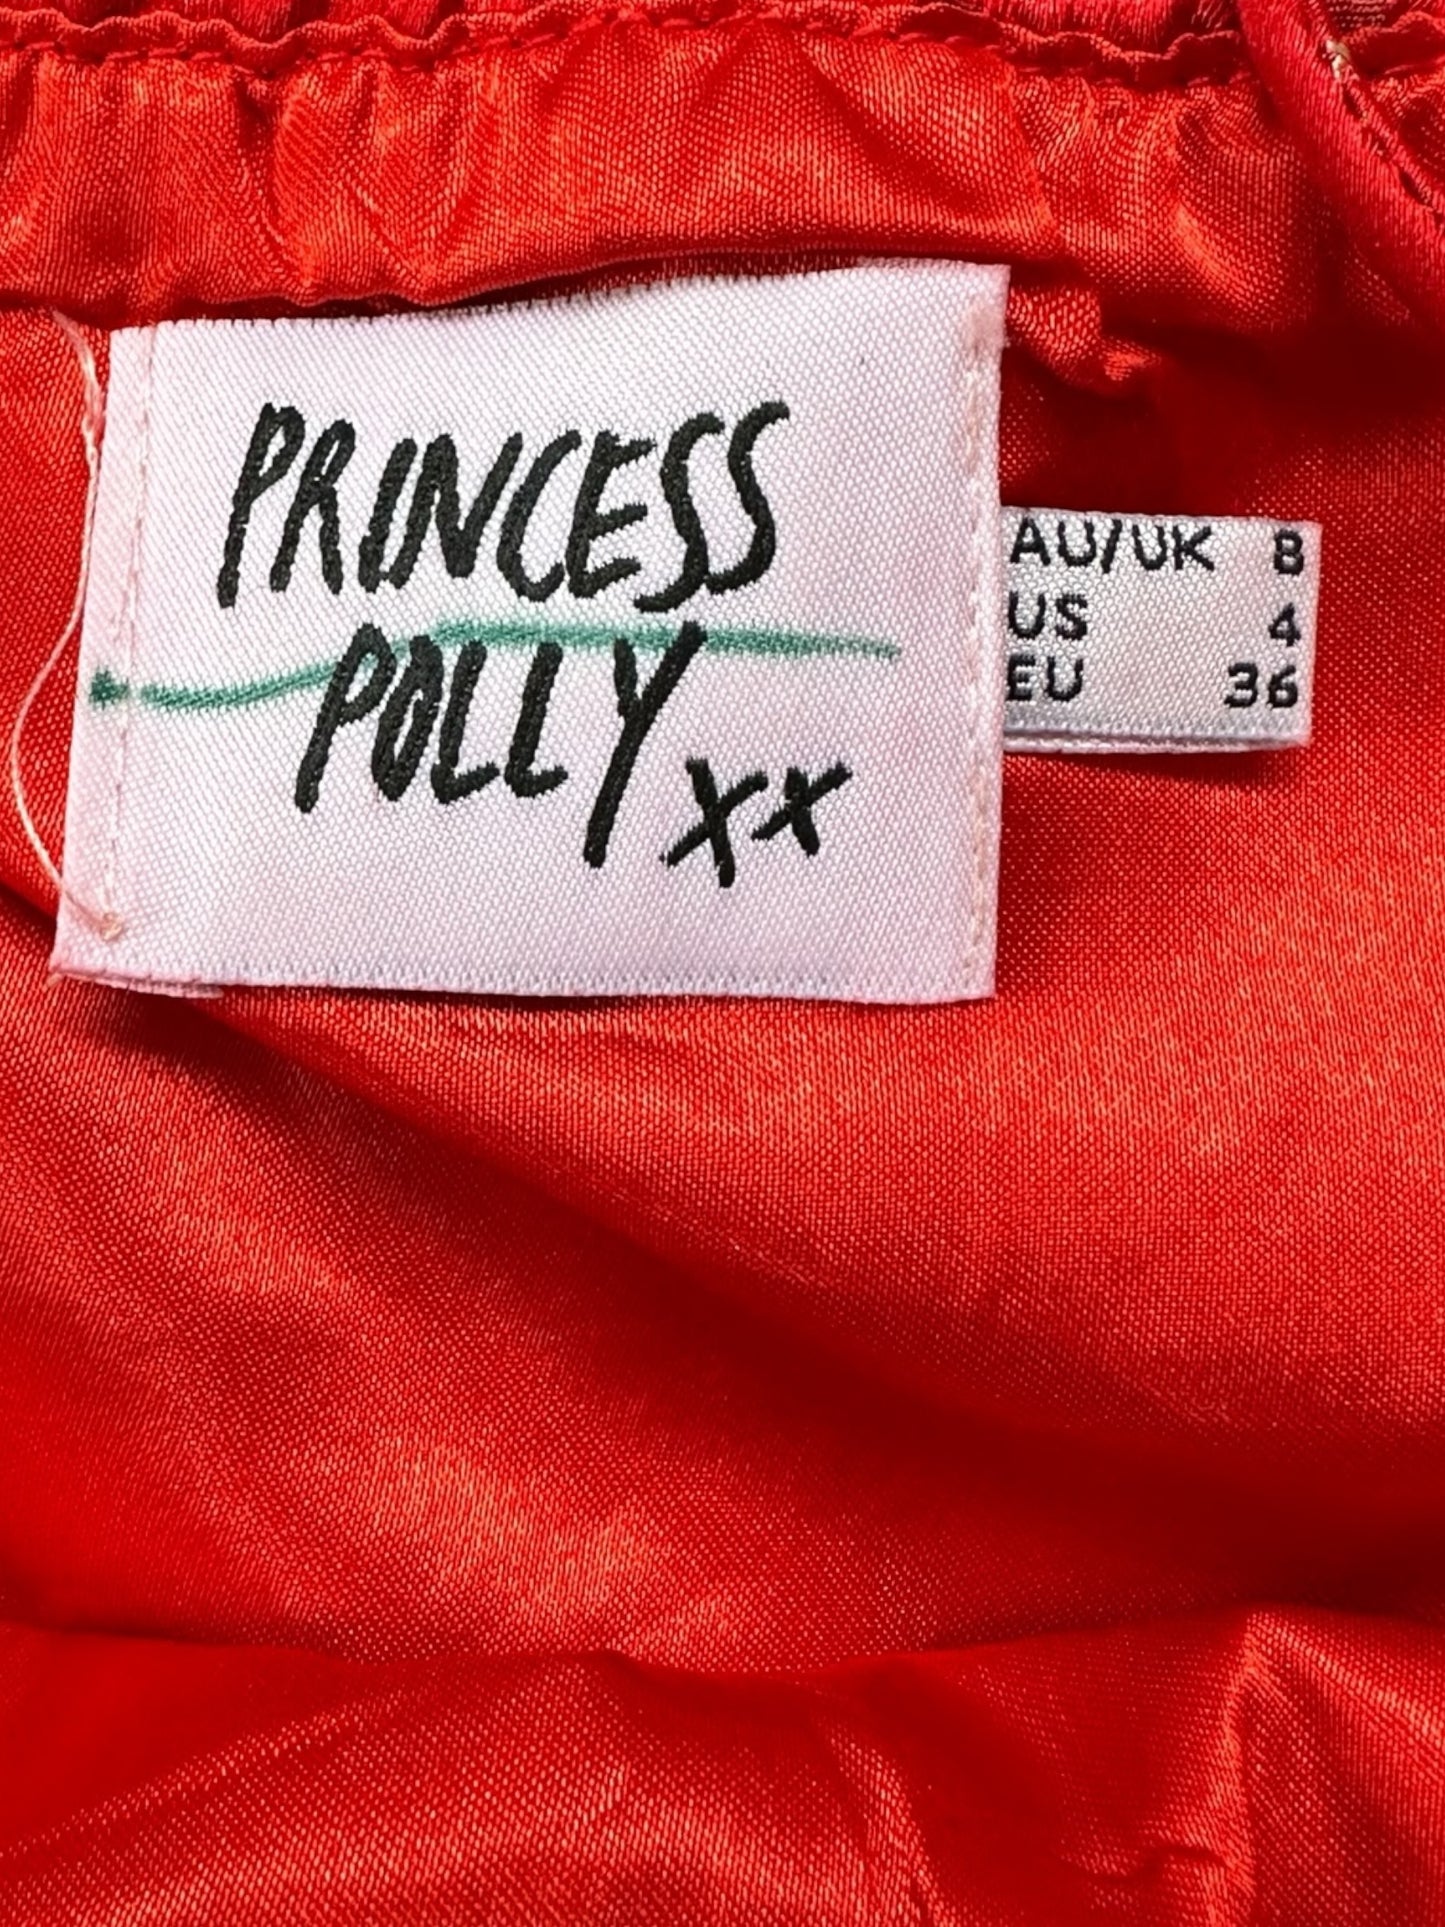 PRINCESS
POLLY
xx
AU/UK 8
US 4
EU 36